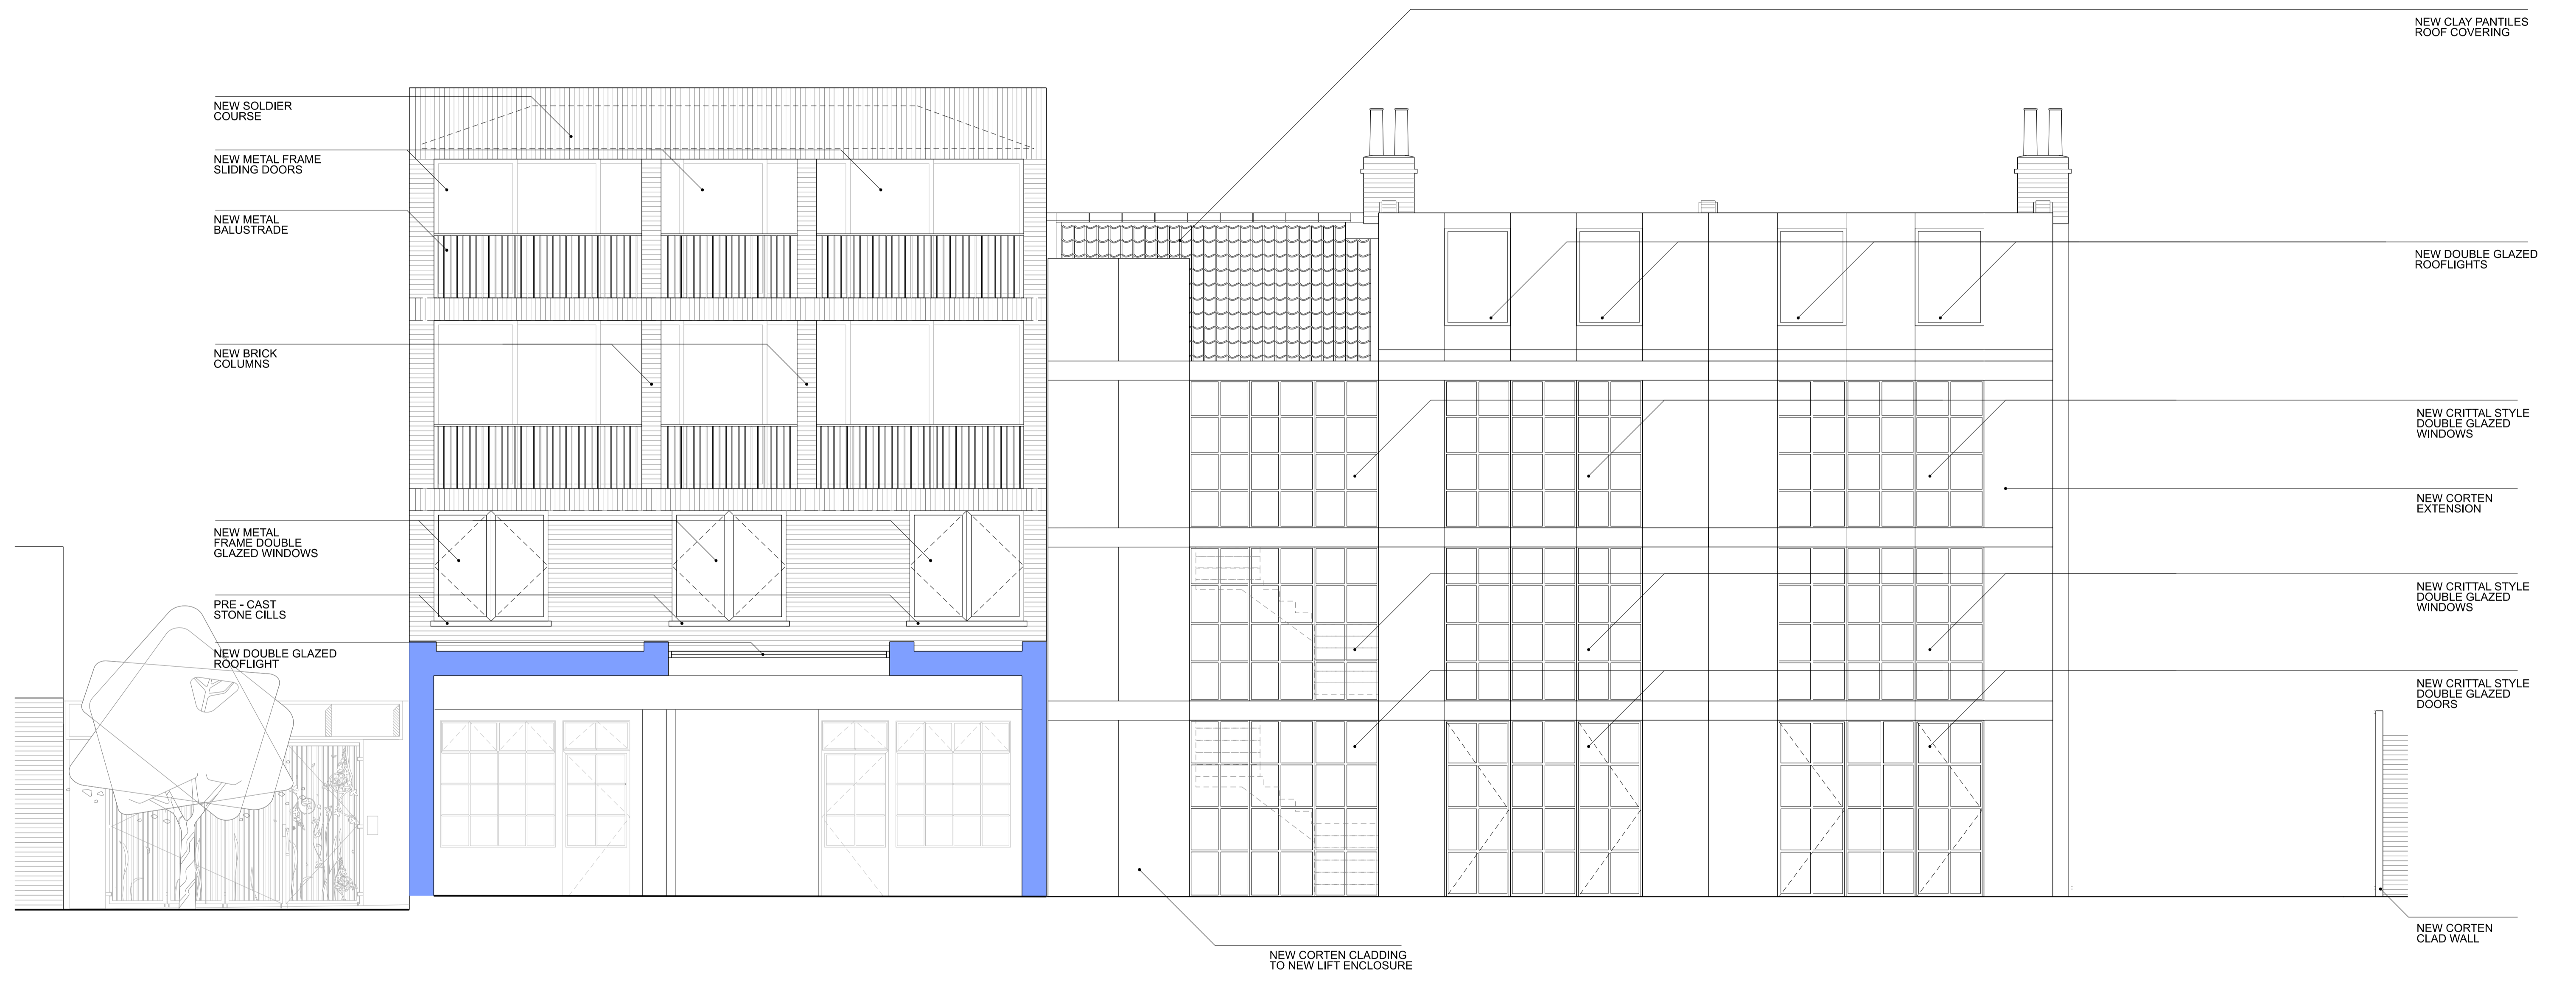 NEW CLAY PANTILES
ROOF COVERING
NEW SOLDIER
COURSE
NEW METAL FRAME
SLIDING DOORS
NEW METAL
BALUSTRADE
NEW DOUBLE GLAZED
ROOFLIGHTS
NEW BRICK
COLUMNS
NEW CRITTAL STYLE
DOUBLE GLAZED
WINDOWS
NEW CORTEN
EXTENSION
NEW METAL
FRAME DOUBLE
GLAZED WINDOWS
NEW CRITTAL STYLE
DOUBLE GLAZED
WINDOWS
PRE - CAST
STONE CILLS
NEW DOUBLE GLAZED
ROOFLIGHT
NEW CRITTAL STYLE
DOUBLE GLAZED
DOORS
NEW CORTEN
CLAD WALL
NEW CORTEN CLADDING
TO NEW LIFT ENCLOSURE